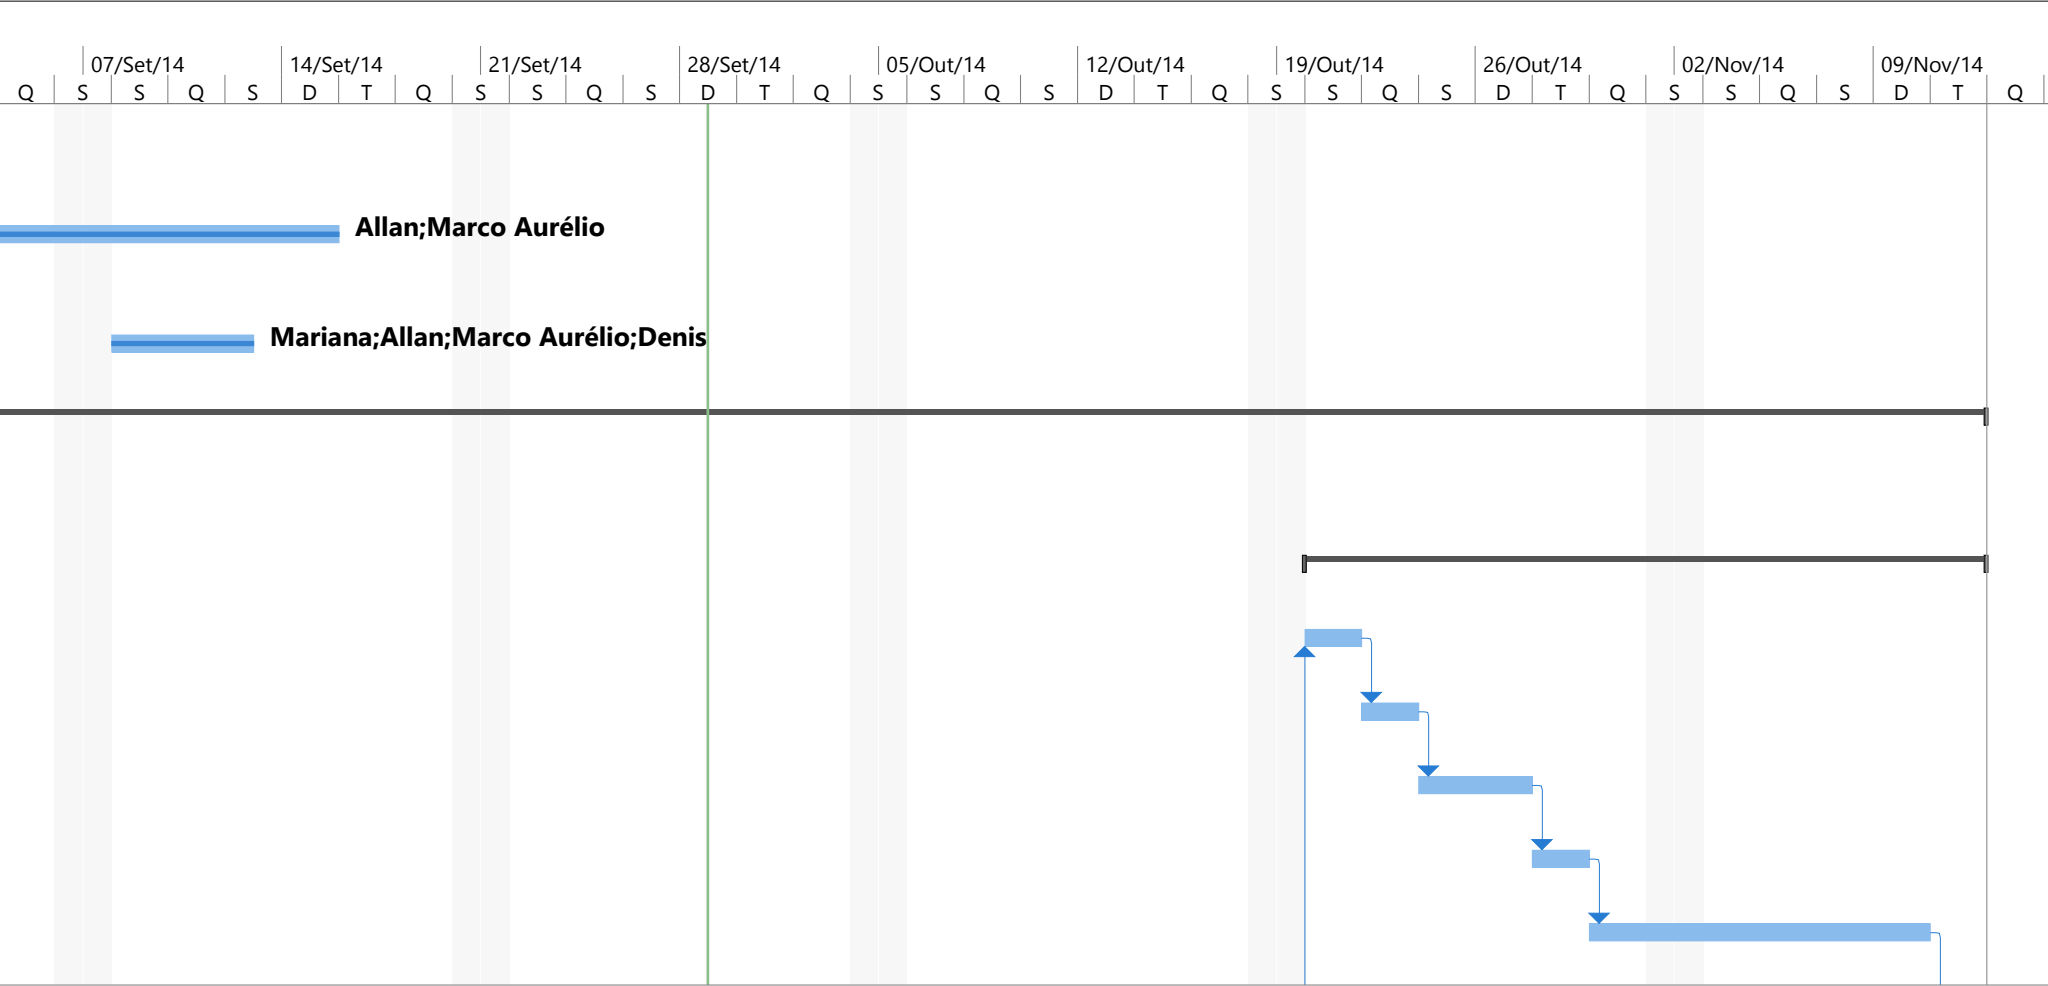 07/Set/14 14/Set/14 21/Set/14 28/Set/14 05/Out/14 12/Out/14 19/Out/14 26/Out/14 02/Nov/14 09/Nov/14
Q S S Q S D T Q S S Q S D T Q S S Q S D T Q S S Q S D T Q S S Q S D T Q
Allan;Marco Aurélio
Mariana;Allan;Marco Aurélio;Denis